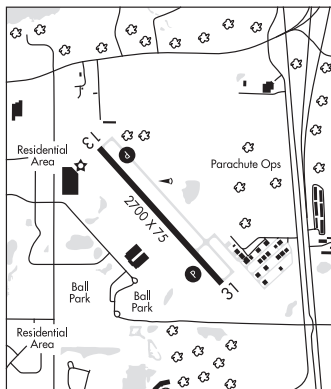 13
P
Residential
Area
Parachute Ops
2700 X 75
P
31
Ball
Park
Ball
Park
Residential
Area